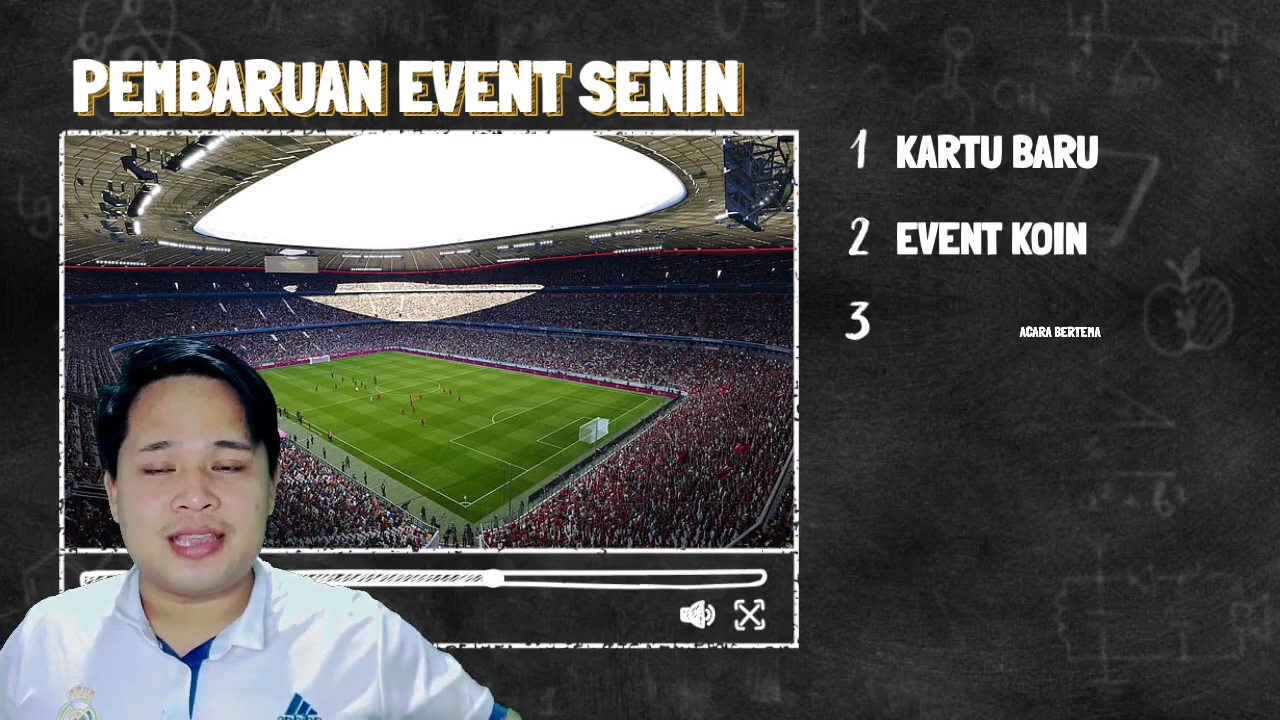 PEMBARUAN EVENT SENIN
1 KARTU BARU
2 EVENT KOIN
3 ACARA BERTEMA